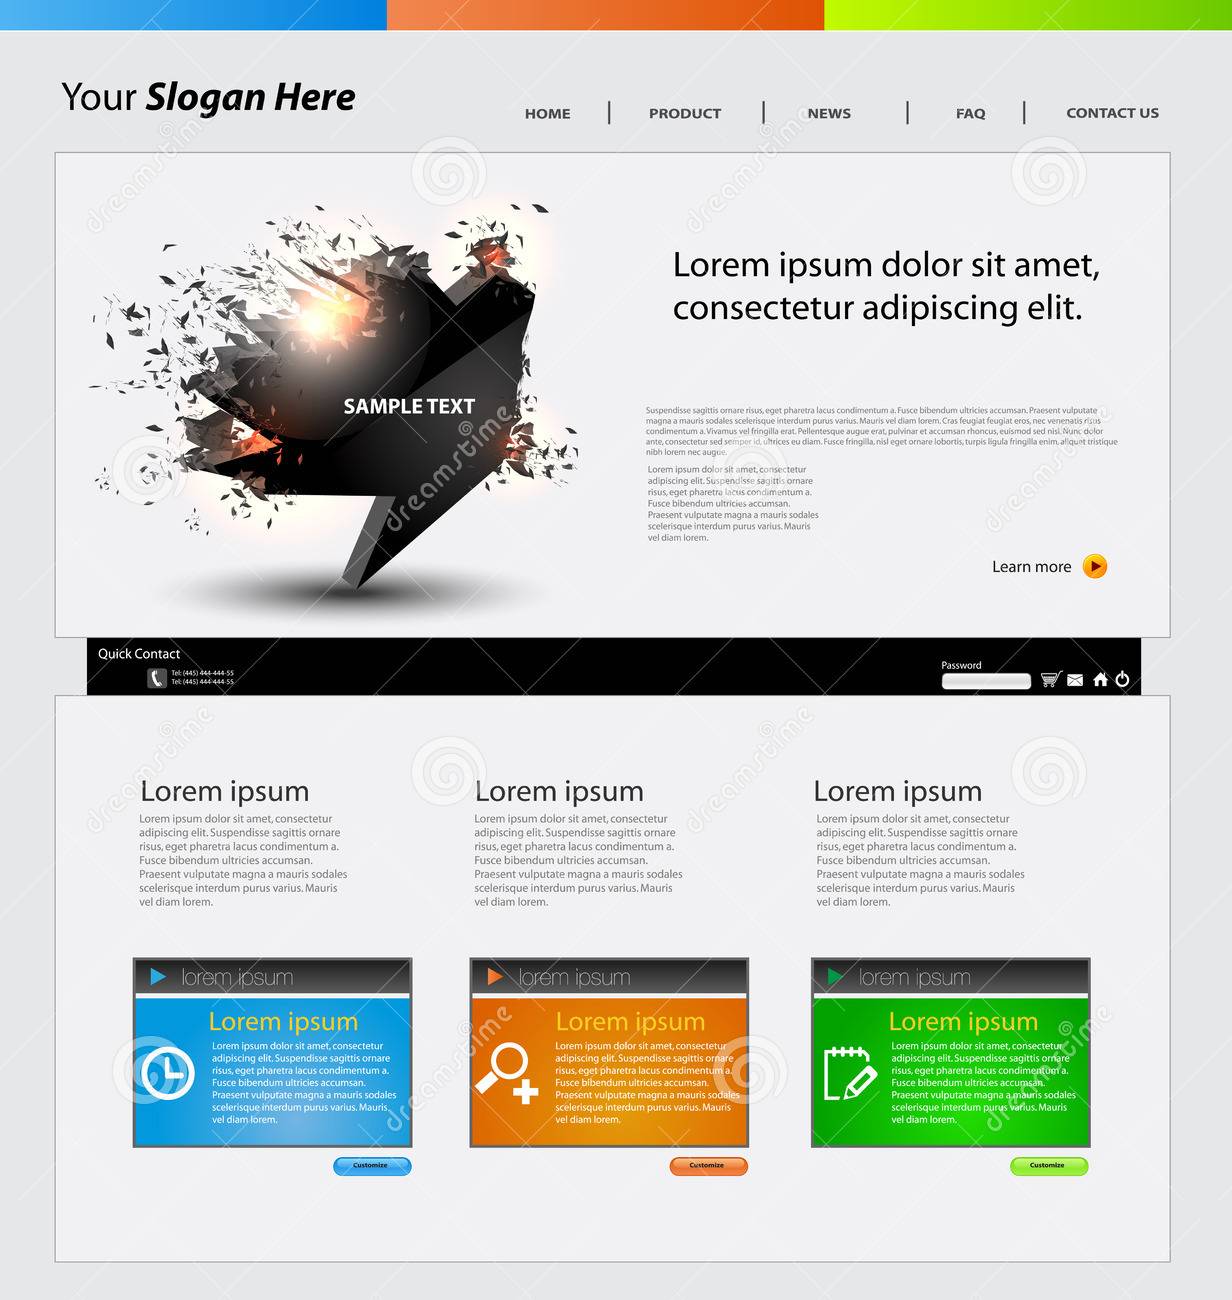 Your Slogan Here
HOME | PRODUCT | NEWS | FAQ | CONTACT US
SAMPLE TEXT
Lorem ipsum dolor sit amet,
consectetur adipiscing elit.
Suspendisse sagittis ornare risus, eget pharetra lacus condimentum a. Fusce bibendum ultricies accumsan. Praesent vulputate
magna a mauris sodales scelerisque interdum purus varius. Mauris vel diam lorem. Cras feugiat feugiat eros, nec venenatis risus
condimentum a. Vivamus vel fringilla erat. Pellentesque augue erat, pulvinar et dapibus rhoncus, euismod sed nisi. Nunc dolor
ante, consectetur sed semper id, ultrices eu diam. Fusce fringilla, nisl eget ornare lobortis, turpis ligula fringilla enim, aliquet tristique
nibh lorem nec augue.
Lorem ipsum dolor sit amet, consectetur
adipiscing elit. Suspendisse sagittis ornare
risus, eget pharetra lacus condimentum a.
Fusce bibendum ultricies accumsan.
Praesent vulputate magna a mauris sodales
scelerisque interdum purus varius. Mauris
vel diam lorem.
Learn more
Quick Contact
Tel: (445) 444-444-55
Tel: (445) 444-444-55
Password
Lorem ipsum
Lorem ipsum dolor sit amet, consectetur
adipiscing elit. Suspendisse sagittis ornare
risus, eget pharetra lacus condimentum a.
Fusce bibendum ultricies accumsan.
Praesent vulputate magna a mauris sodales
scelerisque interdum purus varius. Mauris
vel diam lorem.
Lorem ipsum
Lorem ipsum dolor sit amet, consectetur
adipiscing elit. Suspendisse sagittis ornare
risus, eget pharetra lacus condimentum a.
Fusce bibendum ultricies accumsan.
Praesent vulputate magna a mauris sodales
scelerisque interdum purus varius. Mauris
vel diam lorem.
Lorem ipsum
Lorem ipsum dolor sit amet, consectetur
adipiscing elit. Suspendisse sagittis ornare
risus, eget pharetra lacus condimentum a.
Fusce bibendum ultricies accumsan.
Praesent vulputate magna a mauris sodales
scelerisque interdum purus varius. Mauris
vel diam lorem.
lorem ipsum
Lorem ipsum
Lorem ipsum dolor sit amet, consectetur
adipiscing elit. Suspendisse sagittis ornare
risus, eget pharetra lacus condimentum a.
Fusce bibendum ultricies accumsan.
Praesent vulputate magna a mauris sodales
scelerisque interdum purus varius. Mauris
vel diam lorem.
Customize
lorem ipsum
Lorem ipsum
Lorem ipsum dolor sit amet, consectetur
adipiscing elit. Suspendisse sagittis ornare
risus, eget pharetra lacus condimentum a.
Fusce bibendum ultricies accumsan.
Praesent vulputate magna a mauris sodales
scelerisque interdum purus varius. Mauris
vel diam lorem.
Customize
lorem ipsum
Lorem ipsum
Lorem ipsum dolor sit amet, consectetur
adipiscing elit. Suspendisse sagittis ornare
risus, eget pharetra lacus condimentum a.
Fusce bibendum ultricies accumsan.
Praesent vulputate magna a mauris sodales
scelerisque interdum purus varius. Mauris
vel diam lorem.
Customize
dreamstime
dreamstime
dreamstime
dreamstime
dreamstime
dreamstime
dreamstime
dreamstime
dreamstime